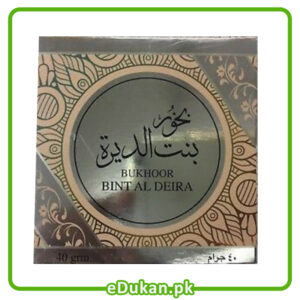 بخور
بنت الديرة
BUKHOOR
BINT AL DEIRA
40 grm
٤٠ جرام
eDukan.pk